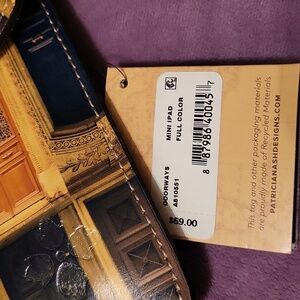 MINI IPAD
FULL COLOR
7
8 87986 40045
DOORWAYS
A810551
$69.00
This tag and other packaging materials
are proudly made of Recycled Materials
PATRICIANASHDESIGNS.COM